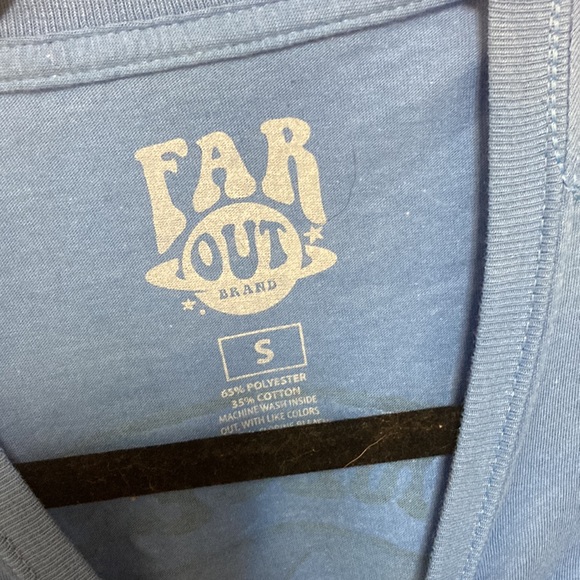 FAR
OUT
BRAND
S
65% POLYESTER
35% COTTON
MACHINE WASH INSIDE
OUT WITH LIKE COLORS